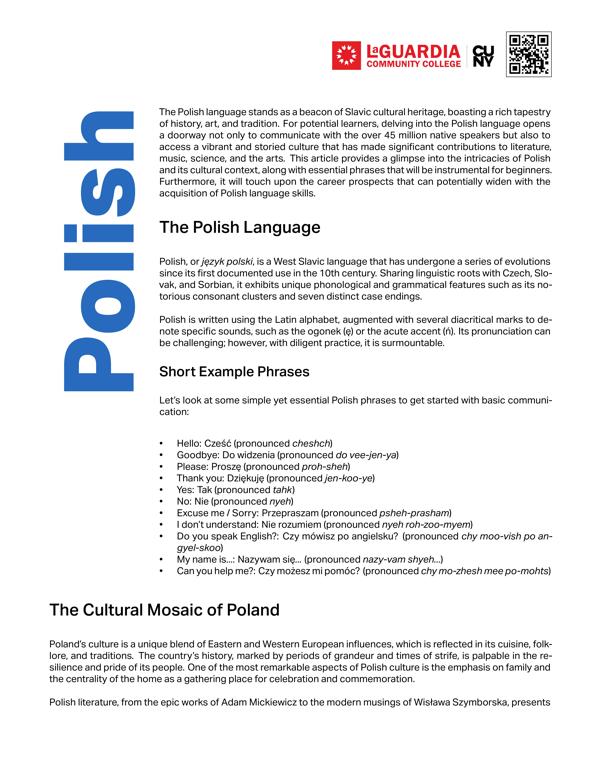 LaGUARDIA
COMMUNITY COLLEGE
CU
NY
Polish
The Polish language stands as a beacon of Slavic cultural heritage, boasting a rich tapestry
of history, art, and tradition. For potential learners, delving into the Polish language opens
a doorway not only to communicate with the over 45 million native speakers but also to
access a vibrant and storied culture that has made significant contributions to literature,
music, science, and the arts. This article provides a glimpse into the intricacies of Polish
and its cultural context, along with essential phrases that will be instrumental for beginners.
Furthermore, it will touch upon the career prospects that can potentially widen with the
acquisition of Polish language skills.
The Polish Language
Polish, or język polski, is a West Slavic language that has undergone a series of evolutions
since its first documented use in the 10th century. Sharing linguistic roots with Czech, Slo-
vak, and Sorbian, it exhibits unique phonological and grammatical features such as its no-
torious consonant clusters and seven distinct case endings.
Polish is written using the Latin alphabet, augmented with several diacritical marks to de-
note specific sounds, such as the ogonek (ę) or the acute accent (ń). Its pronunciation can
be challenging; however, with diligent practice, it is surmountable.
Short Example Phrases
Let's look at some simple yet essential Polish phrases to get started with basic communi-
cation:
• Hello: Cześć (pronounced cheshch)
• Goodbye: Do widzenia (pronounced do vee-jen-ya)
• Please: Proszę (pronounced proh-sheh)
• Thank you: Dziękuję (pronounced jen-koo-ye)
• Yes: Tak (pronounced tahk)
• No: Nie (pronounced nyeh)
• Excuse me / Sorry: Przepraszam (pronounced psheh-prasham)
• I don't understand: Nie rozumiem (pronounced nyeh roh-zoo-myem)
• Do you speak English?: Czy mówisz po angielsku? (pronounced chy moo-vish po an-
gyel-skoo)
• My name is...: Nazywam się... (pronounced nazy-vam shyeh...)
• Can you help me?: Czy możesz mi pomóc? (pronounced chy mo-zhesh mee po-mohts)
The Cultural Mosaic of Poland
Poland's culture is a unique blend of Eastern and Western European influences, which is reflected in its cuisine, folk-
lore, and traditions. The country's history, marked by periods of grandeur and times of strife, is palpable in the re-
silience and pride of its people. One of the most remarkable aspects of Polish culture is the emphasis on family and
the centrality of the home as a gathering place for celebration and commemoration.
Polish literature, from the epic works of Adam Mickiewicz to the modern musings of Wisława Szymborska, presents